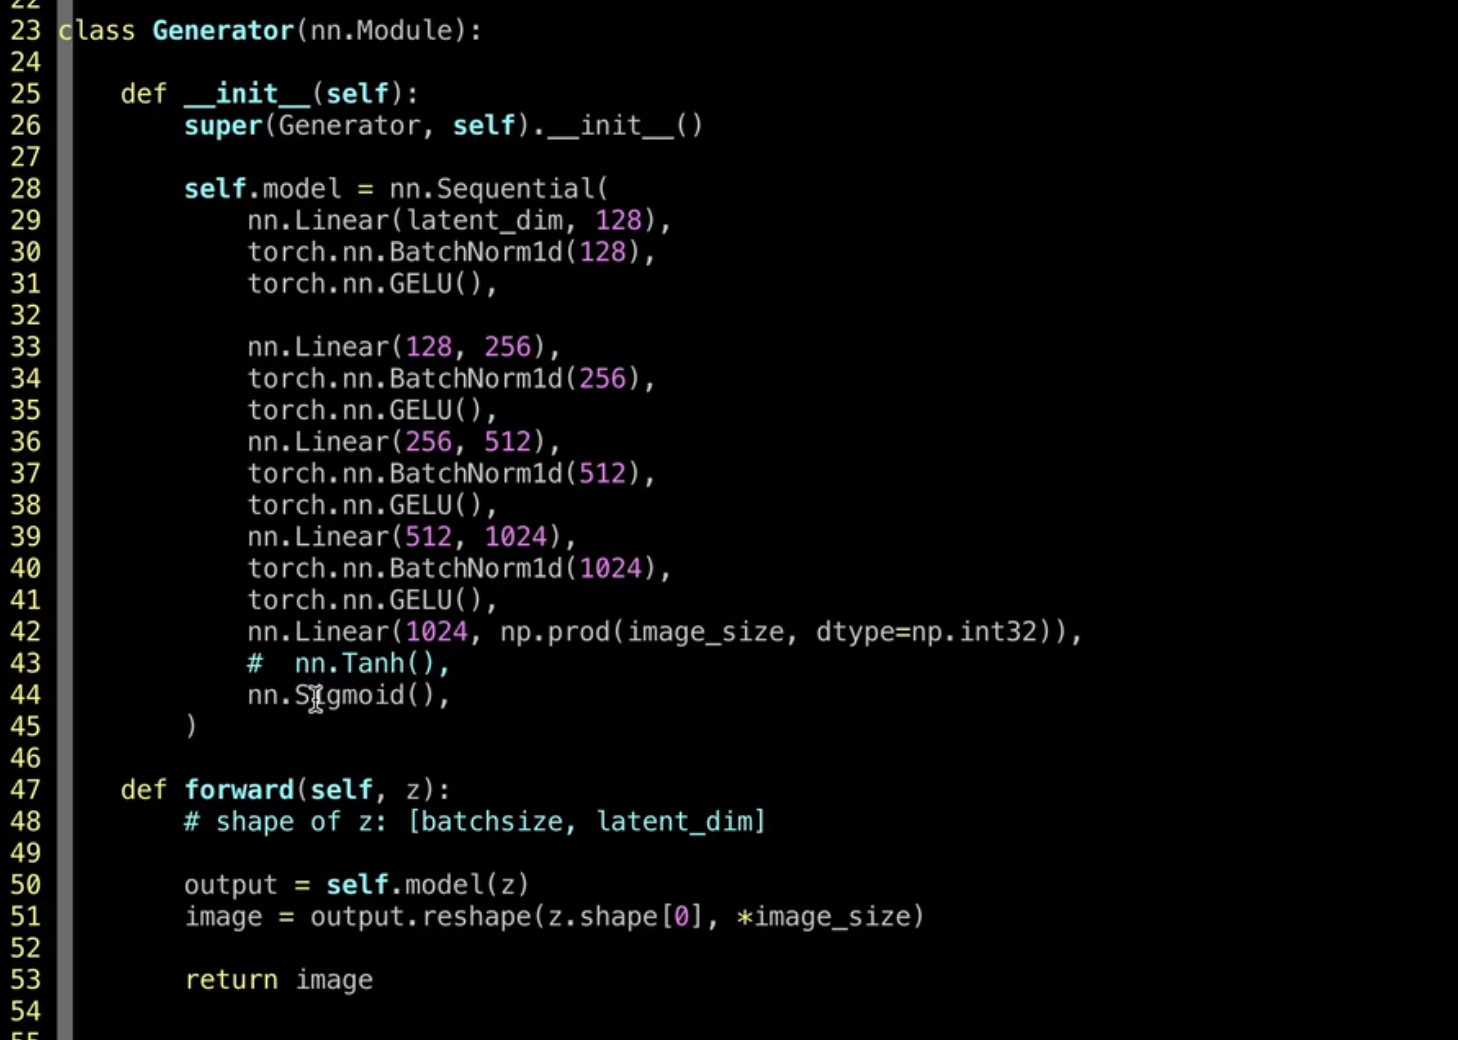 22
23 class Generator(nn.Module):
24
25     def __init__(self):
26         super(Generator, self).__init__()
27
28         self.model = nn.Sequential(
29             nn.Linear(latent_dim, 128),
30             torch.nn.BatchNorm1d(128),
31             torch.nn.GELU(),
32
33             nn.Linear(128, 256),
34             torch.nn.BatchNorm1d(256),
35             torch.nn.GELU(),
36             nn.Linear(256, 512),
37             torch.nn.BatchNorm1d(512),
38             torch.nn.GELU(),
39             nn.Linear(512, 1024),
40             torch.nn.BatchNorm1d(1024),
41             torch.nn.GELU(),
42             nn.Linear(1024, np.prod(image_size, dtype=np.int32)),
43             #  nn.Tanh(),
44             nn.Sigmoid(),
45         )
46
47     def forward(self, z):
48         # shape of z: [batchsize, latent_dim]
49
50         output = self.model(z)
51         image = output.reshape(z.shape[0], *image_size)
52
53         return image
54
55